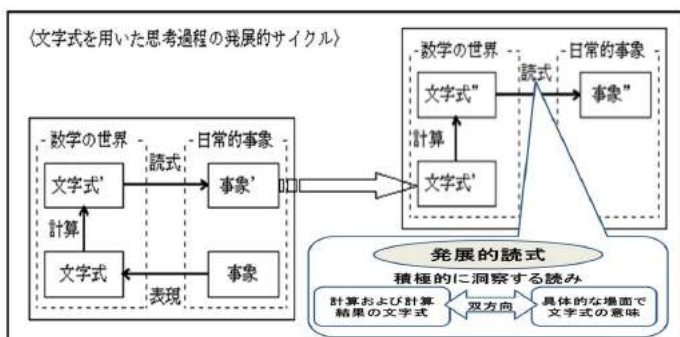 〈文字式を用いた思考過程の発展的サイクル〉
数学の世界
日常的事象
文字式'
読式
事象'
計算
文字式
表現
事象
数学の世界
読式
日常的事象
文字式"
事象"
計算
文字式'
発展的読式
積極的に洞察する読み
計算および計算
結果の文字式
双方向
具体的な場面で
文字式の意味